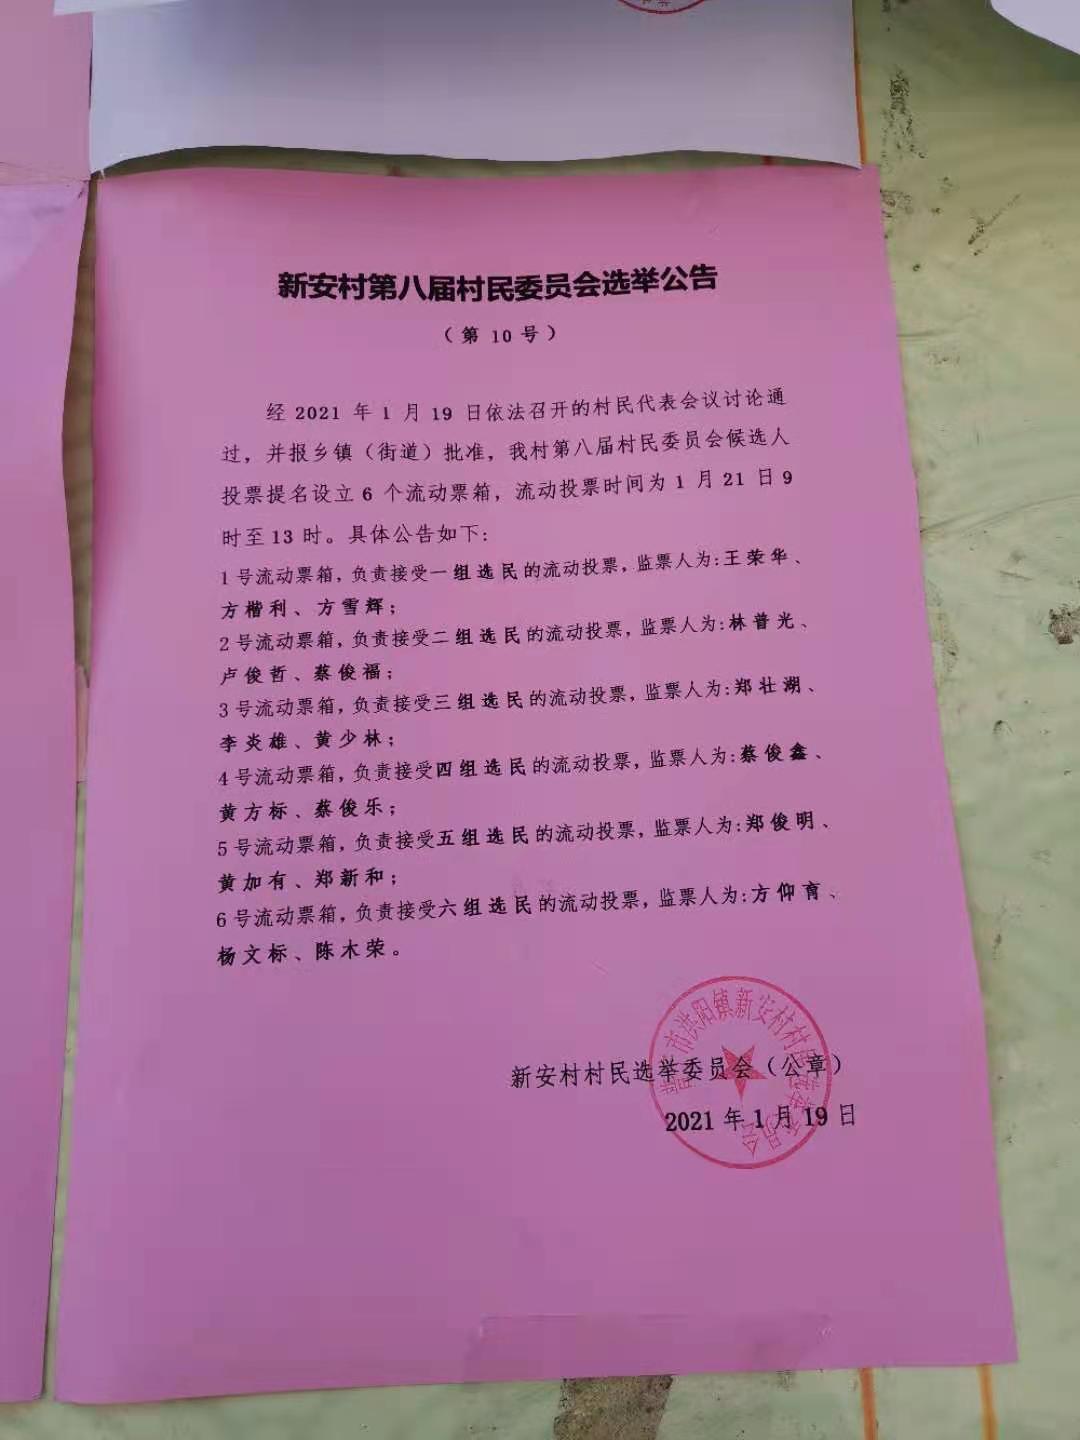 新安村第八届村民委员会选举公告
（第 10 号）
经 2021 年 1 月 19 日依法召开的村民代表会议讨论通
过，并报乡镇（街道）批准，我村第八届村民委员会候选人
投票提名设立 6 个流动票箱，流动投票时间为 1 月 21 日 9
时至 13 时。具体公告如下：
1 号流动票箱，负责接受一组选民的流动投票，监票人为：王荣华、
方楷利、方雪辉；
2 号流动票箱，负责接受二组选民的流动投票，监票人为：林普光、
卢俊哲、蔡俊福；
3 号流动票箱，负责接受三组选民的流动投票，监票人为：郑壮湖、
李炎雄、黄少林；
4 号流动票箱，负责接受四组选民的流动投票，监票人为：蔡俊鑫、
黄方标、蔡俊乐；
5 号流动票箱，负责接受五组选民的流动投票，监票人为：郑俊明、
黄加有、郑新和；
6 号流动票箱，负责接受六组选民的流动投票，监票人为：方仰育、
杨文标、陈木荣。
新安村村民选举委员会（公章）
2021 年 1 月 19 日
市洪阳镇新安村村民选举委员会